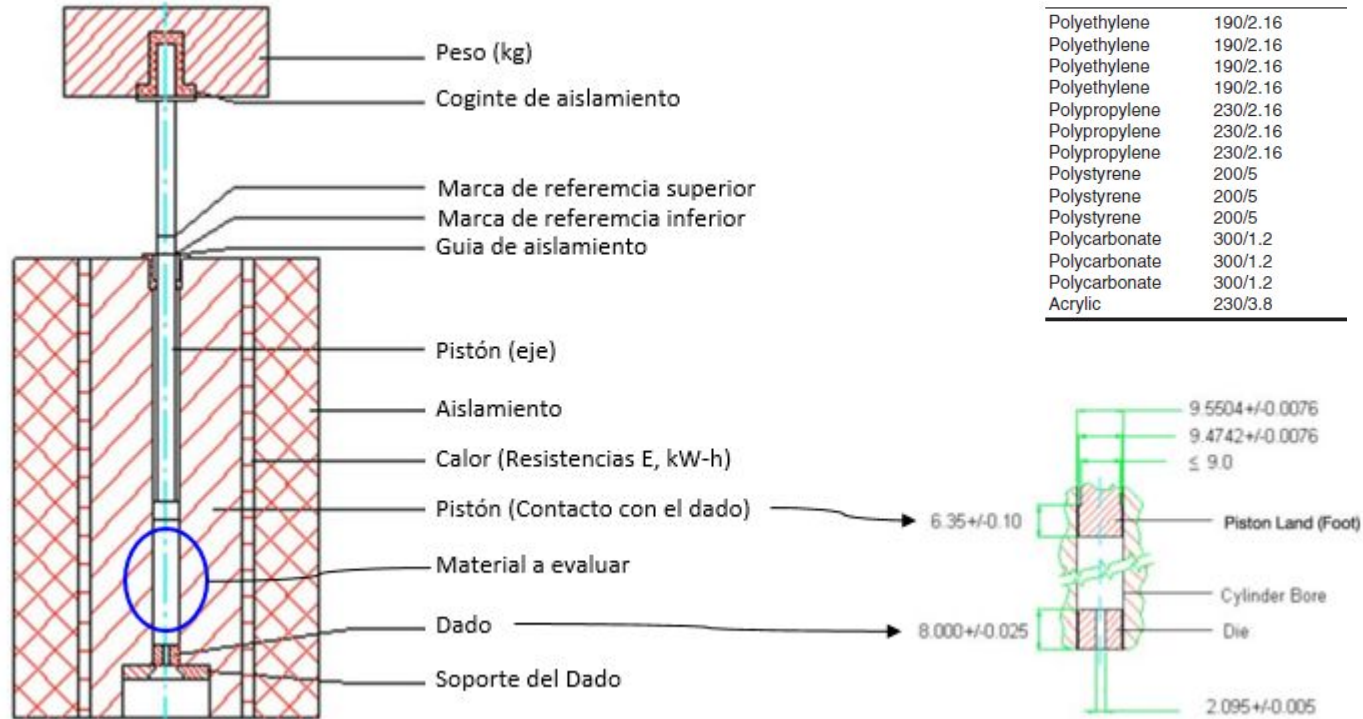 Peso (kg)
Coginte de aislamiento
Marca de referemcia superior
Marca de referemcia inferior
Guia de aislamiento
Pistón (eje)
Aislamiento
Calor (Resistencias E, kW-h)
Pistón (Contacto con el dado)
Material a evaluar
Dado
Soporte del Dado
Polyethylene 190/2.16
Polyethylene 190/2.16
Polyethylene 190/2.16
Polyethylene 190/2.16
Polypropylene 230/2.16
Polypropylene 230/2.16
Polypropylene 230/2.16
Polystyrene 200/5
Polystyrene 200/5
Polystyrene 200/5
Polycarbonate 300/1.2
Polycarbonate 300/1.2
Polycarbonate 300/1.2
Acrylic 230/3.8
9.5504+/-0.0076
9.4742+/-0.0076
≤ 9.0
6.35+/-0.10
Piston Land (Foot)
Cylinder Bore
8.000+/-0.025
Die
2.095+/-0.005